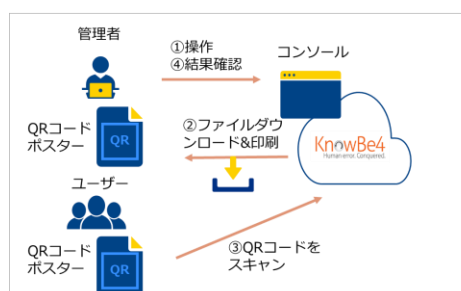 管理者
①操作
④結果確認
コンソール
QRコード
ポスター
QR
②ファイルダウ
ンロード&印刷
KnowBe4
Human error. Conquered.
ユーザー
QRコード
ポスター
QR
③QRコードを
スキャン